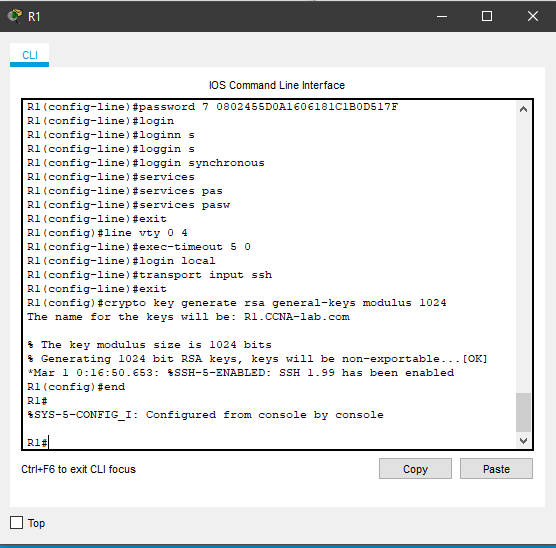 R1
CLI
IOS Command Line Interface
R1(config-line)#password 7 0802455D0A1606181C1B0D517F
R1(config-line)#login
R1(config-line)#loginn s
R1(config-line)#loggin s
R1(config-line)#loggin synchronous
R1(config-line)#services
R1(config-line)#services pas
R1(config-line)#services pasw
R1(config-line)#exit
R1(config)#line vty 0 4
R1(config-line)#exec-timeout 5 0
R1(config-line)#login local
R1(config-line)#transport input ssh
R1(config-line)#exit
R1(config)#crypto key generate rsa general-keys modulus 1024
The name for the keys will be: R1.CCNA-lab.com
% The key modulus size is 1024 bits
% Generating 1024 bit RSA keys, keys will be non-exportable...[OK]
*Mar 1 0:16:50.653: %SSH-5-ENABLED: SSH 1.99 has been enabled
R1(config)#end
R1#
%SYS-5-CONFIG_I: Configured from console by console
R1#
Ctrl+F6 to exit CLI focus
Copy
Paste
Top